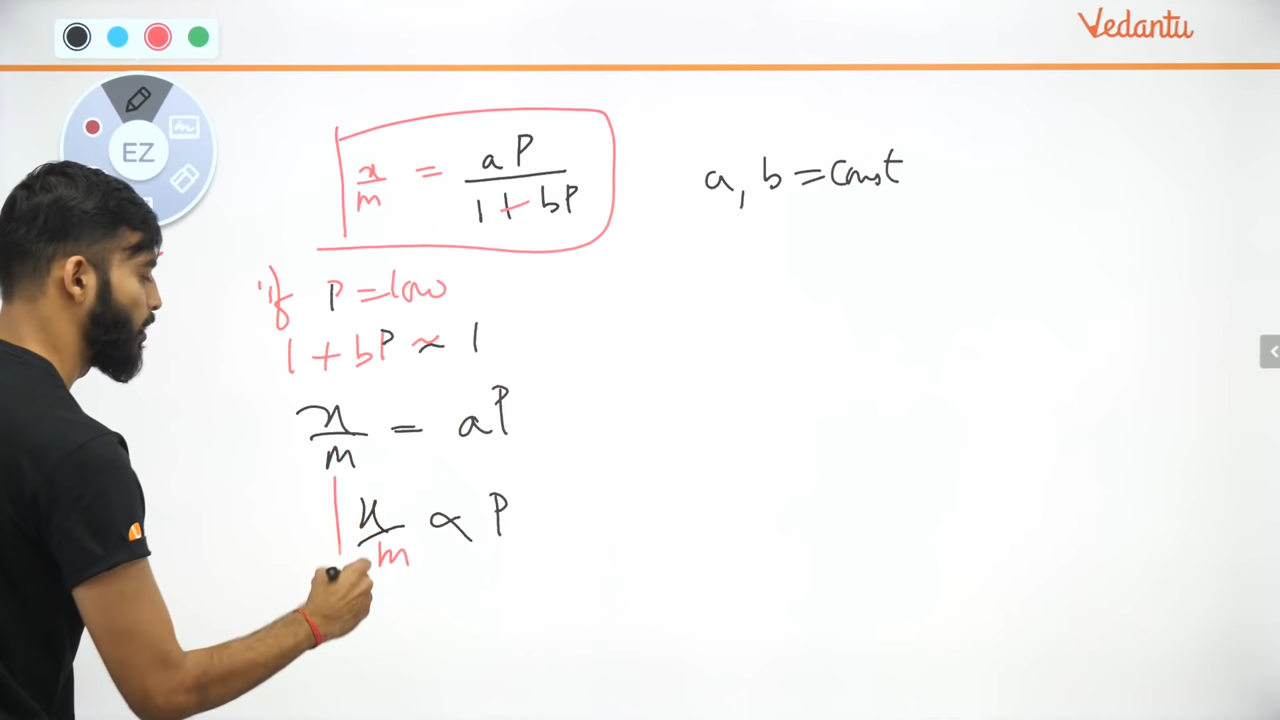 Vedantu
EZ
x/m = aP/(1 + bP)
a, b = const
if P = low
1 + bP ≈ 1
x/m = aP
x/m ∝ P